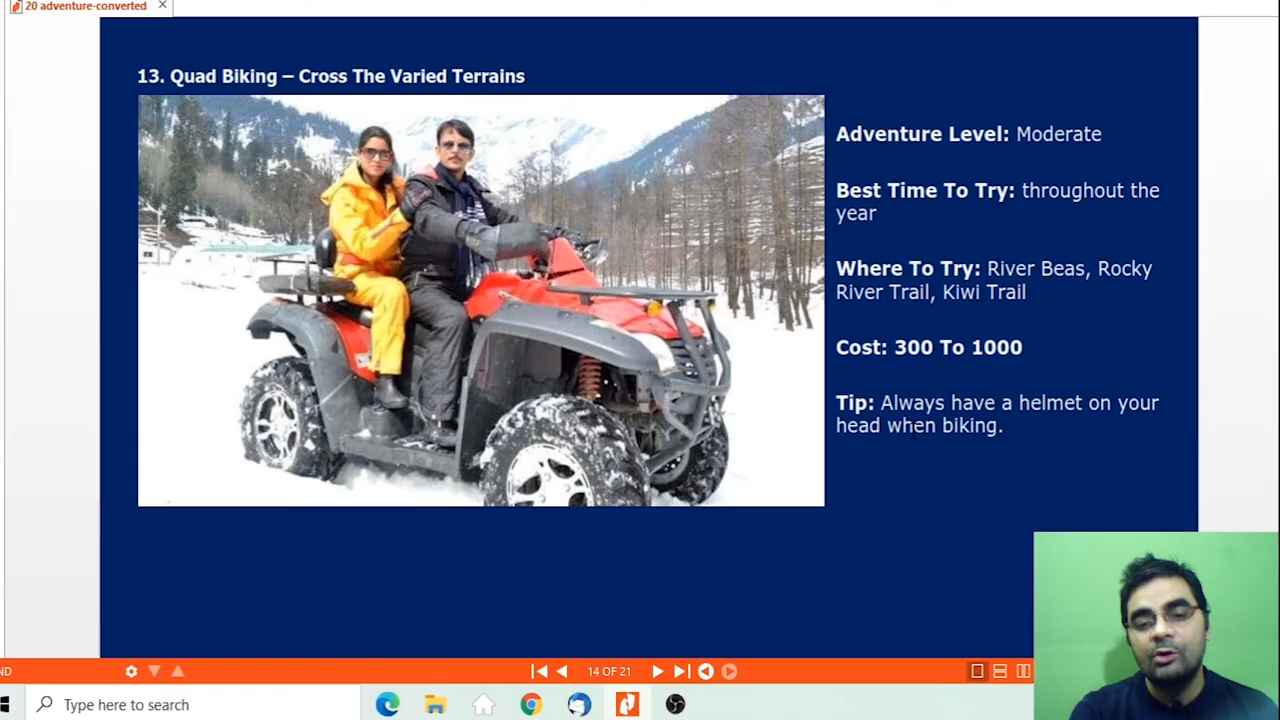 20 adventure-converted
13. Quad Biking – Cross The Varied Terrains
Adventure Level: Moderate
Best Time To Try: throughout the
year
Where To Try: River Beas, Rocky
River Trail, Kiwi Trail
Cost: 300 To 1000
Tip: Always have a helmet on your
head when biking.
ND
14 OF 21
Type here to search